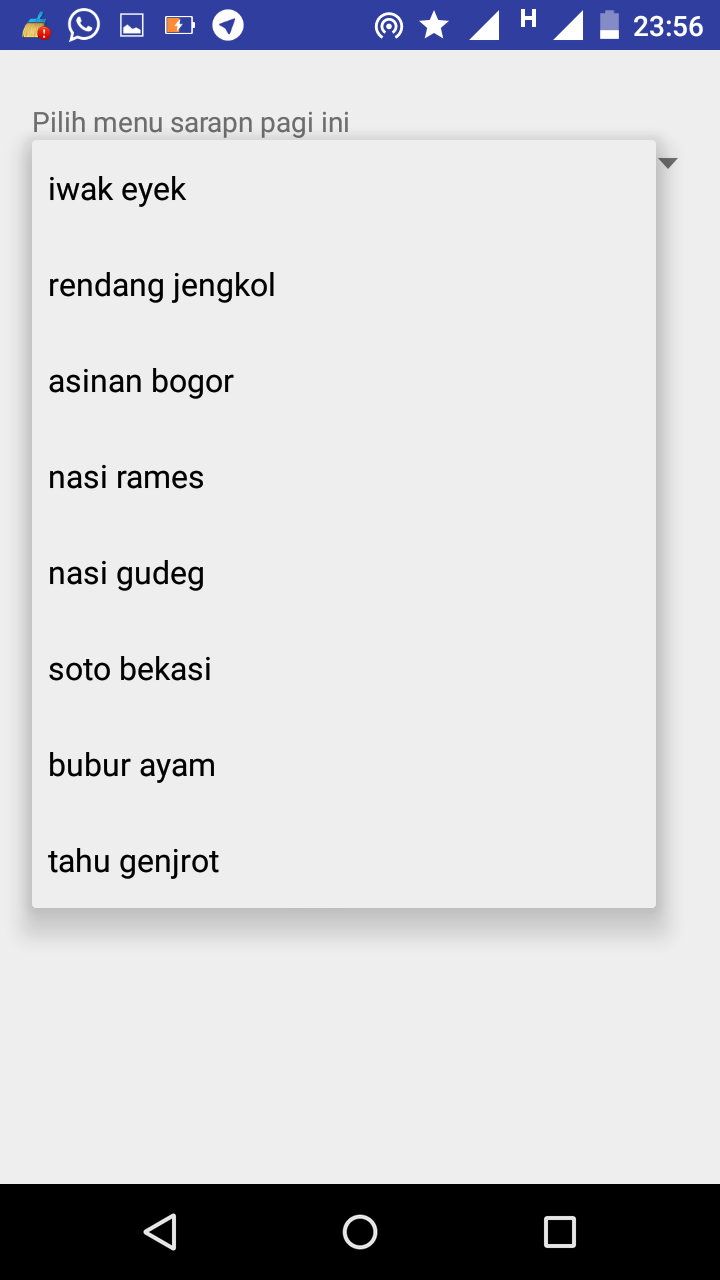 H 23:56
Pilih menu sarapn pagi ini
iwak eyek
rendang jengkol
asinan bogor
nasi rames
nasi gudeg
soto bekasi
bubur ayam
tahu genjrot